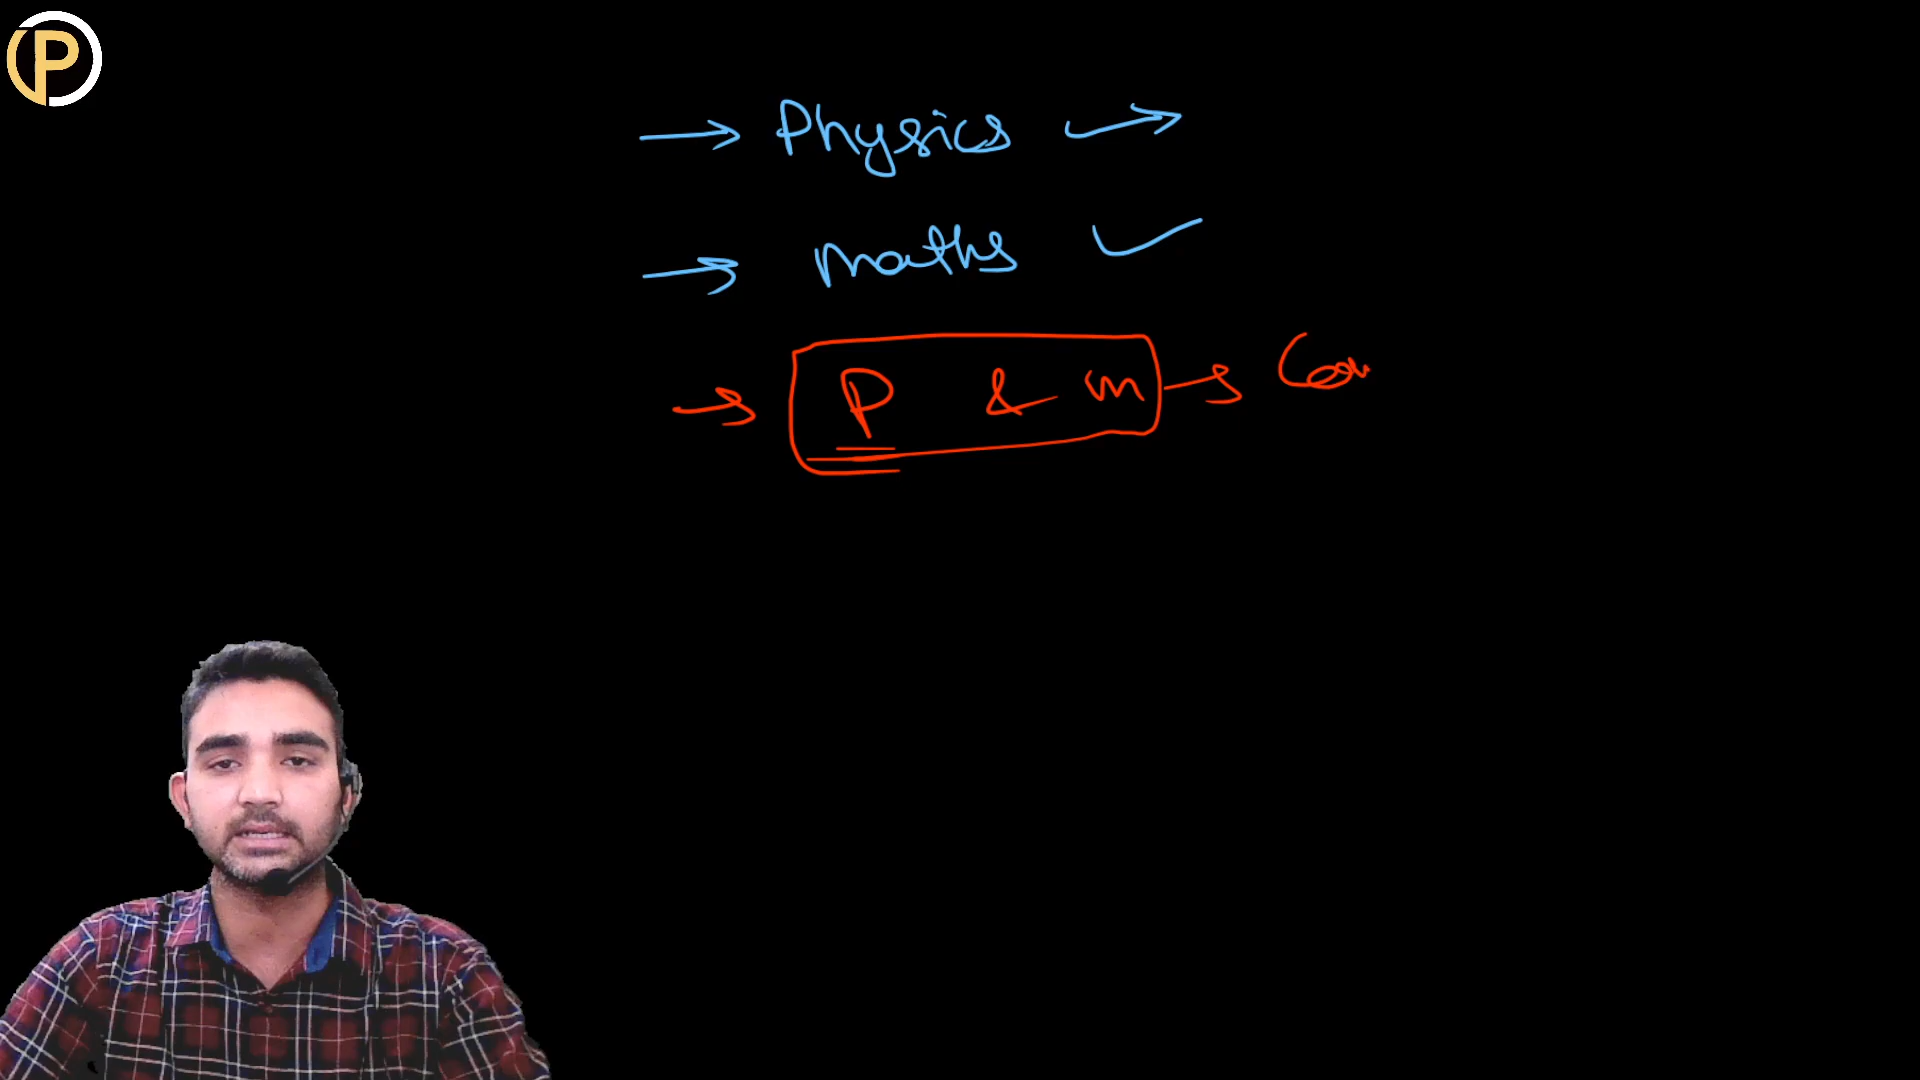 P
→ Physics
→ maths ✓
→ P & m →